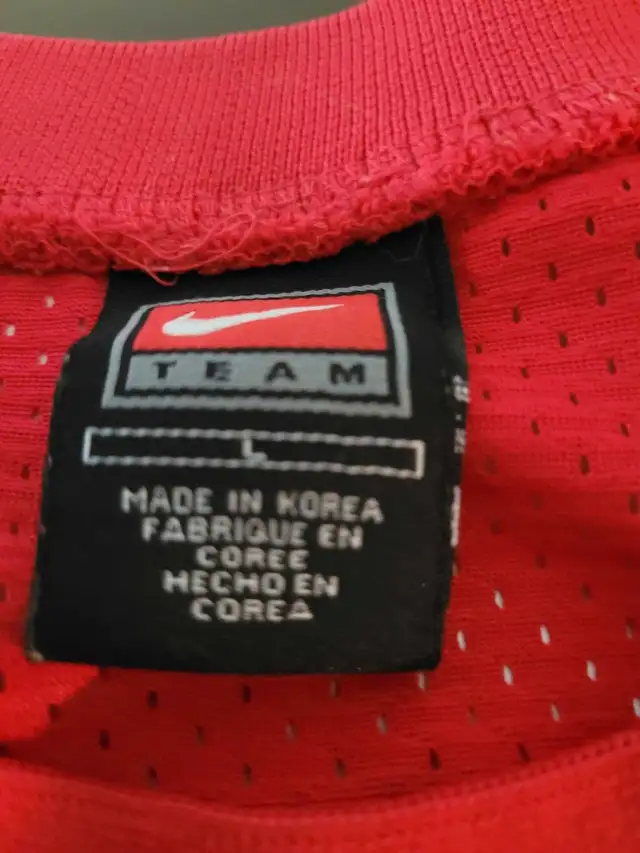 TEAM
L
MADE IN KOREA
FABRIQUE EN
COREE
HECHO EN
COREA